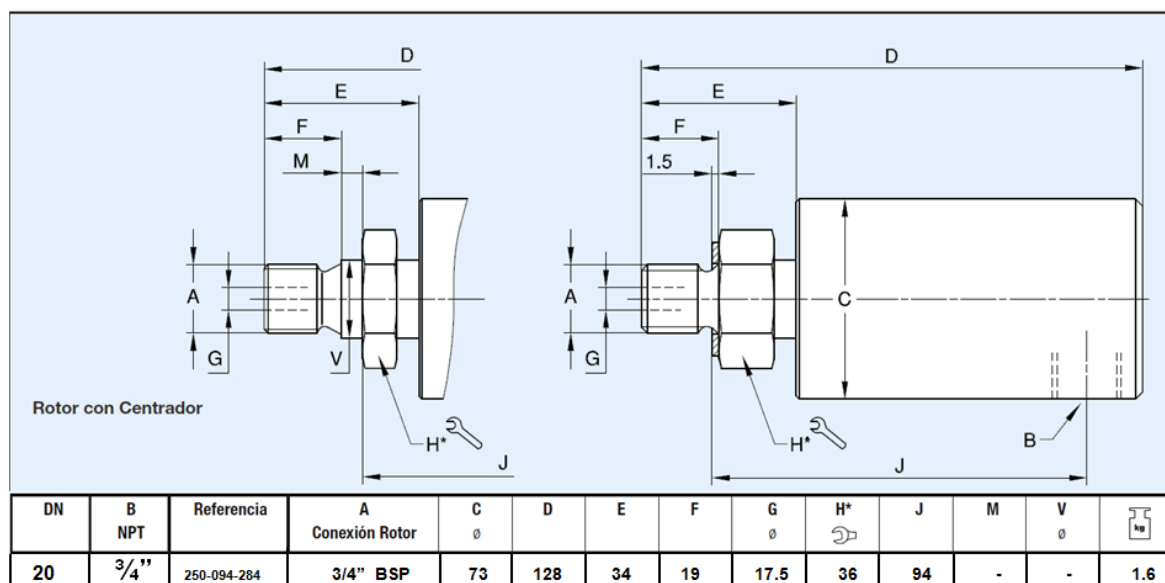 D
D
E
E
F
F
M
1.5
A
A
C
G
V
G
Rotor con Centrador
H*
H*
B
J
J
DN B Referencia A C D E F G H* J M V kg
NPT Conexión Rotor ø ø ø
20 3/4” 250-094-284 3/4” BSP 73 128 34 19 17.5 36 94 - - 1.6